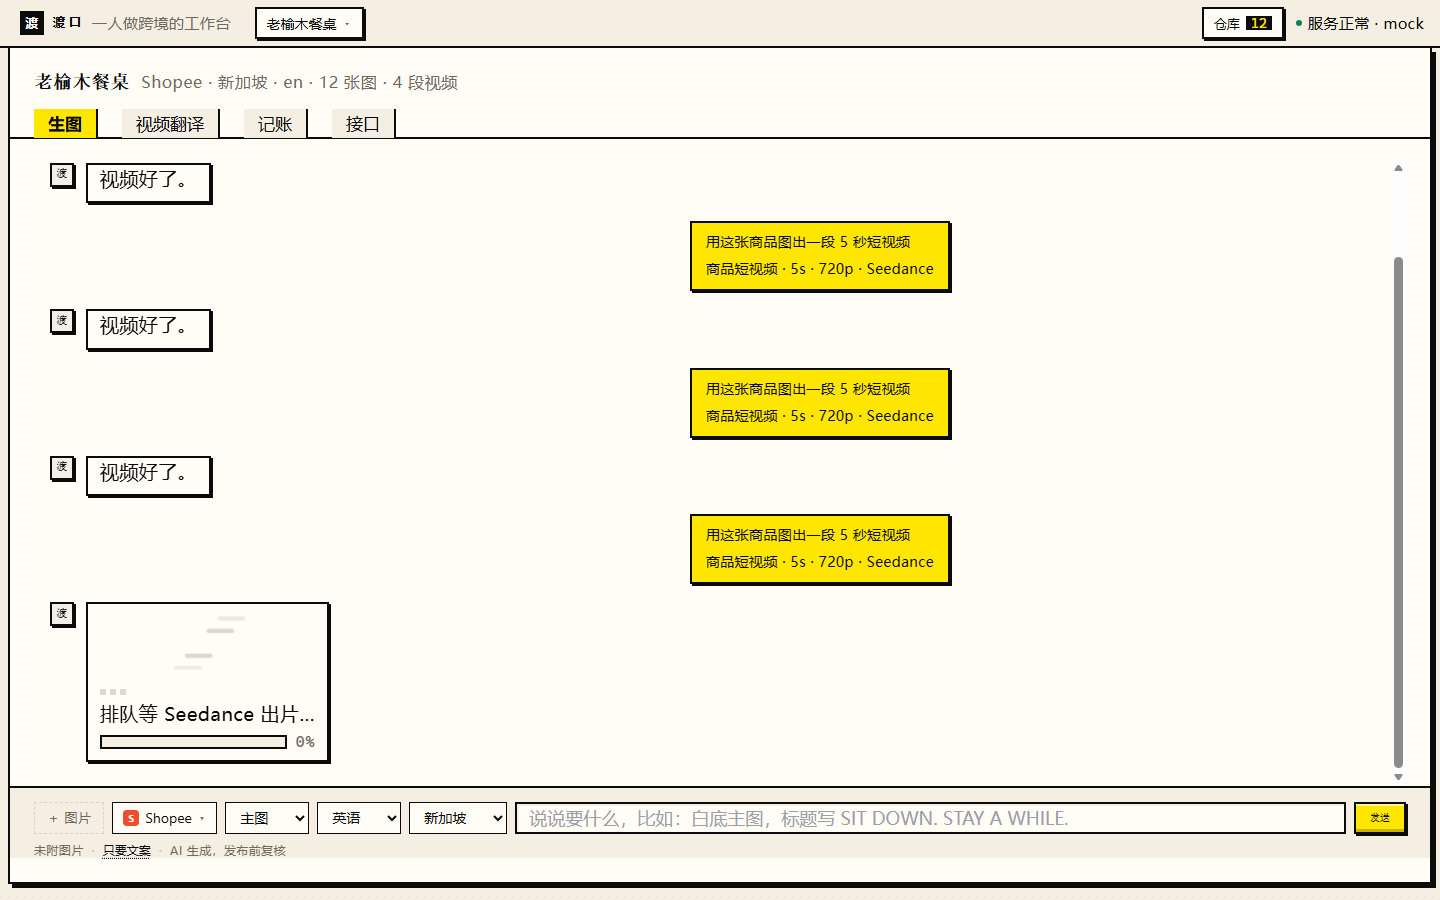 渡 渡口 一人做跨境的工作台 老榆木餐桌 仓库 12 服务正常 · mock
老榆木餐桌 Shopee · 新加坡 · en · 12 张图 · 4 段视频
生图 视频翻译 记账 接口
渡 视频好了。
用这张商品图出一段 5 秒短视频
商品短视频 · 5s · 720p · Seedance
渡 视频好了。
用这张商品图出一段 5 秒短视频
商品短视频 · 5s · 720p · Seedance
渡 视频好了。
用这张商品图出一段 5 秒短视频
商品短视频 · 5s · 720p · Seedance
渡
排队等 Seedance 出片...
0%
+ 图片 S Shopee 主图 英语 新加坡 说说要什么，比如：白底主图，标题写 SIT DOWN. STAY A WHILE. 发送
未附图片 · 只要文案 · AI 生成，发布前复核